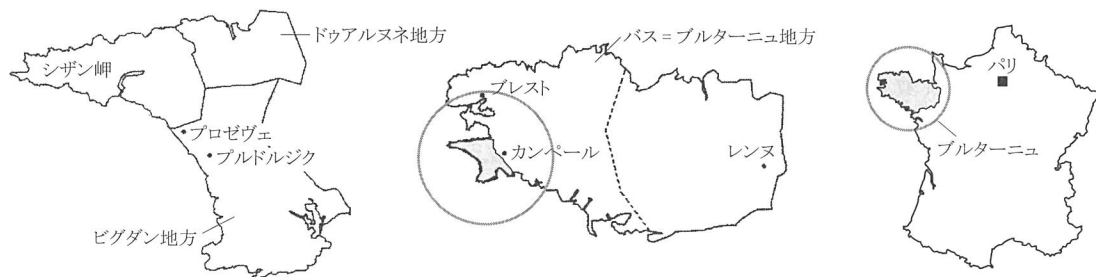 ドゥアルヌネ地方
シザン岬
プロゼヴェ
プルドルジク
ビグダン地方
バス=ブルターニュ地方
ブレスト
カンペール
レンヌ
パリ
ブルターニュ